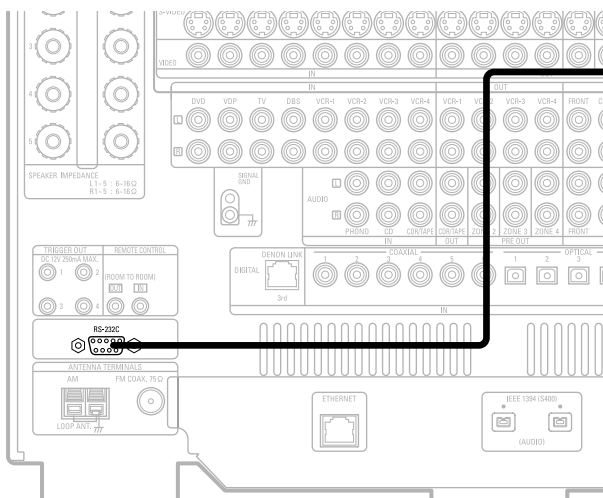 S-VIDEO
VIDEO
IN
3
4
5
SPEAKER IMPEDANCE
L1~5 : 6-16Ω
R1~5 : 6-16Ω
IN
OUT
DVD VDP TV DBS VCR-1 VCR-2 VCR-3 VCR-4 VCR-1 VCR-2 VCR-3 VCR-4 FRONT
L
R
SIGNAL
GND
AUDIO
L
R
PHONO CD CDR/TAPE CDR/TAPE ZONE 2 ZONE 3 ZONE 4 FRONT
IN OUT PRE OUT
TRIGGER OUT REMOTE CONTROL
DC 12V 250mA MAX.
1 2
(ROOM TO ROOM)
OUT IN
3 4
DENON LINK
DIGITAL
3rd
COAXIAL OPTICAL
1 2 3 4 5 1 2 3
IN
RS-232C
ANTENNA TERMINALS
AM FM COAX. 75Ω
LOOP ANT.
ETHERNET
IEEE 1394 (S400)
(AUDIO)